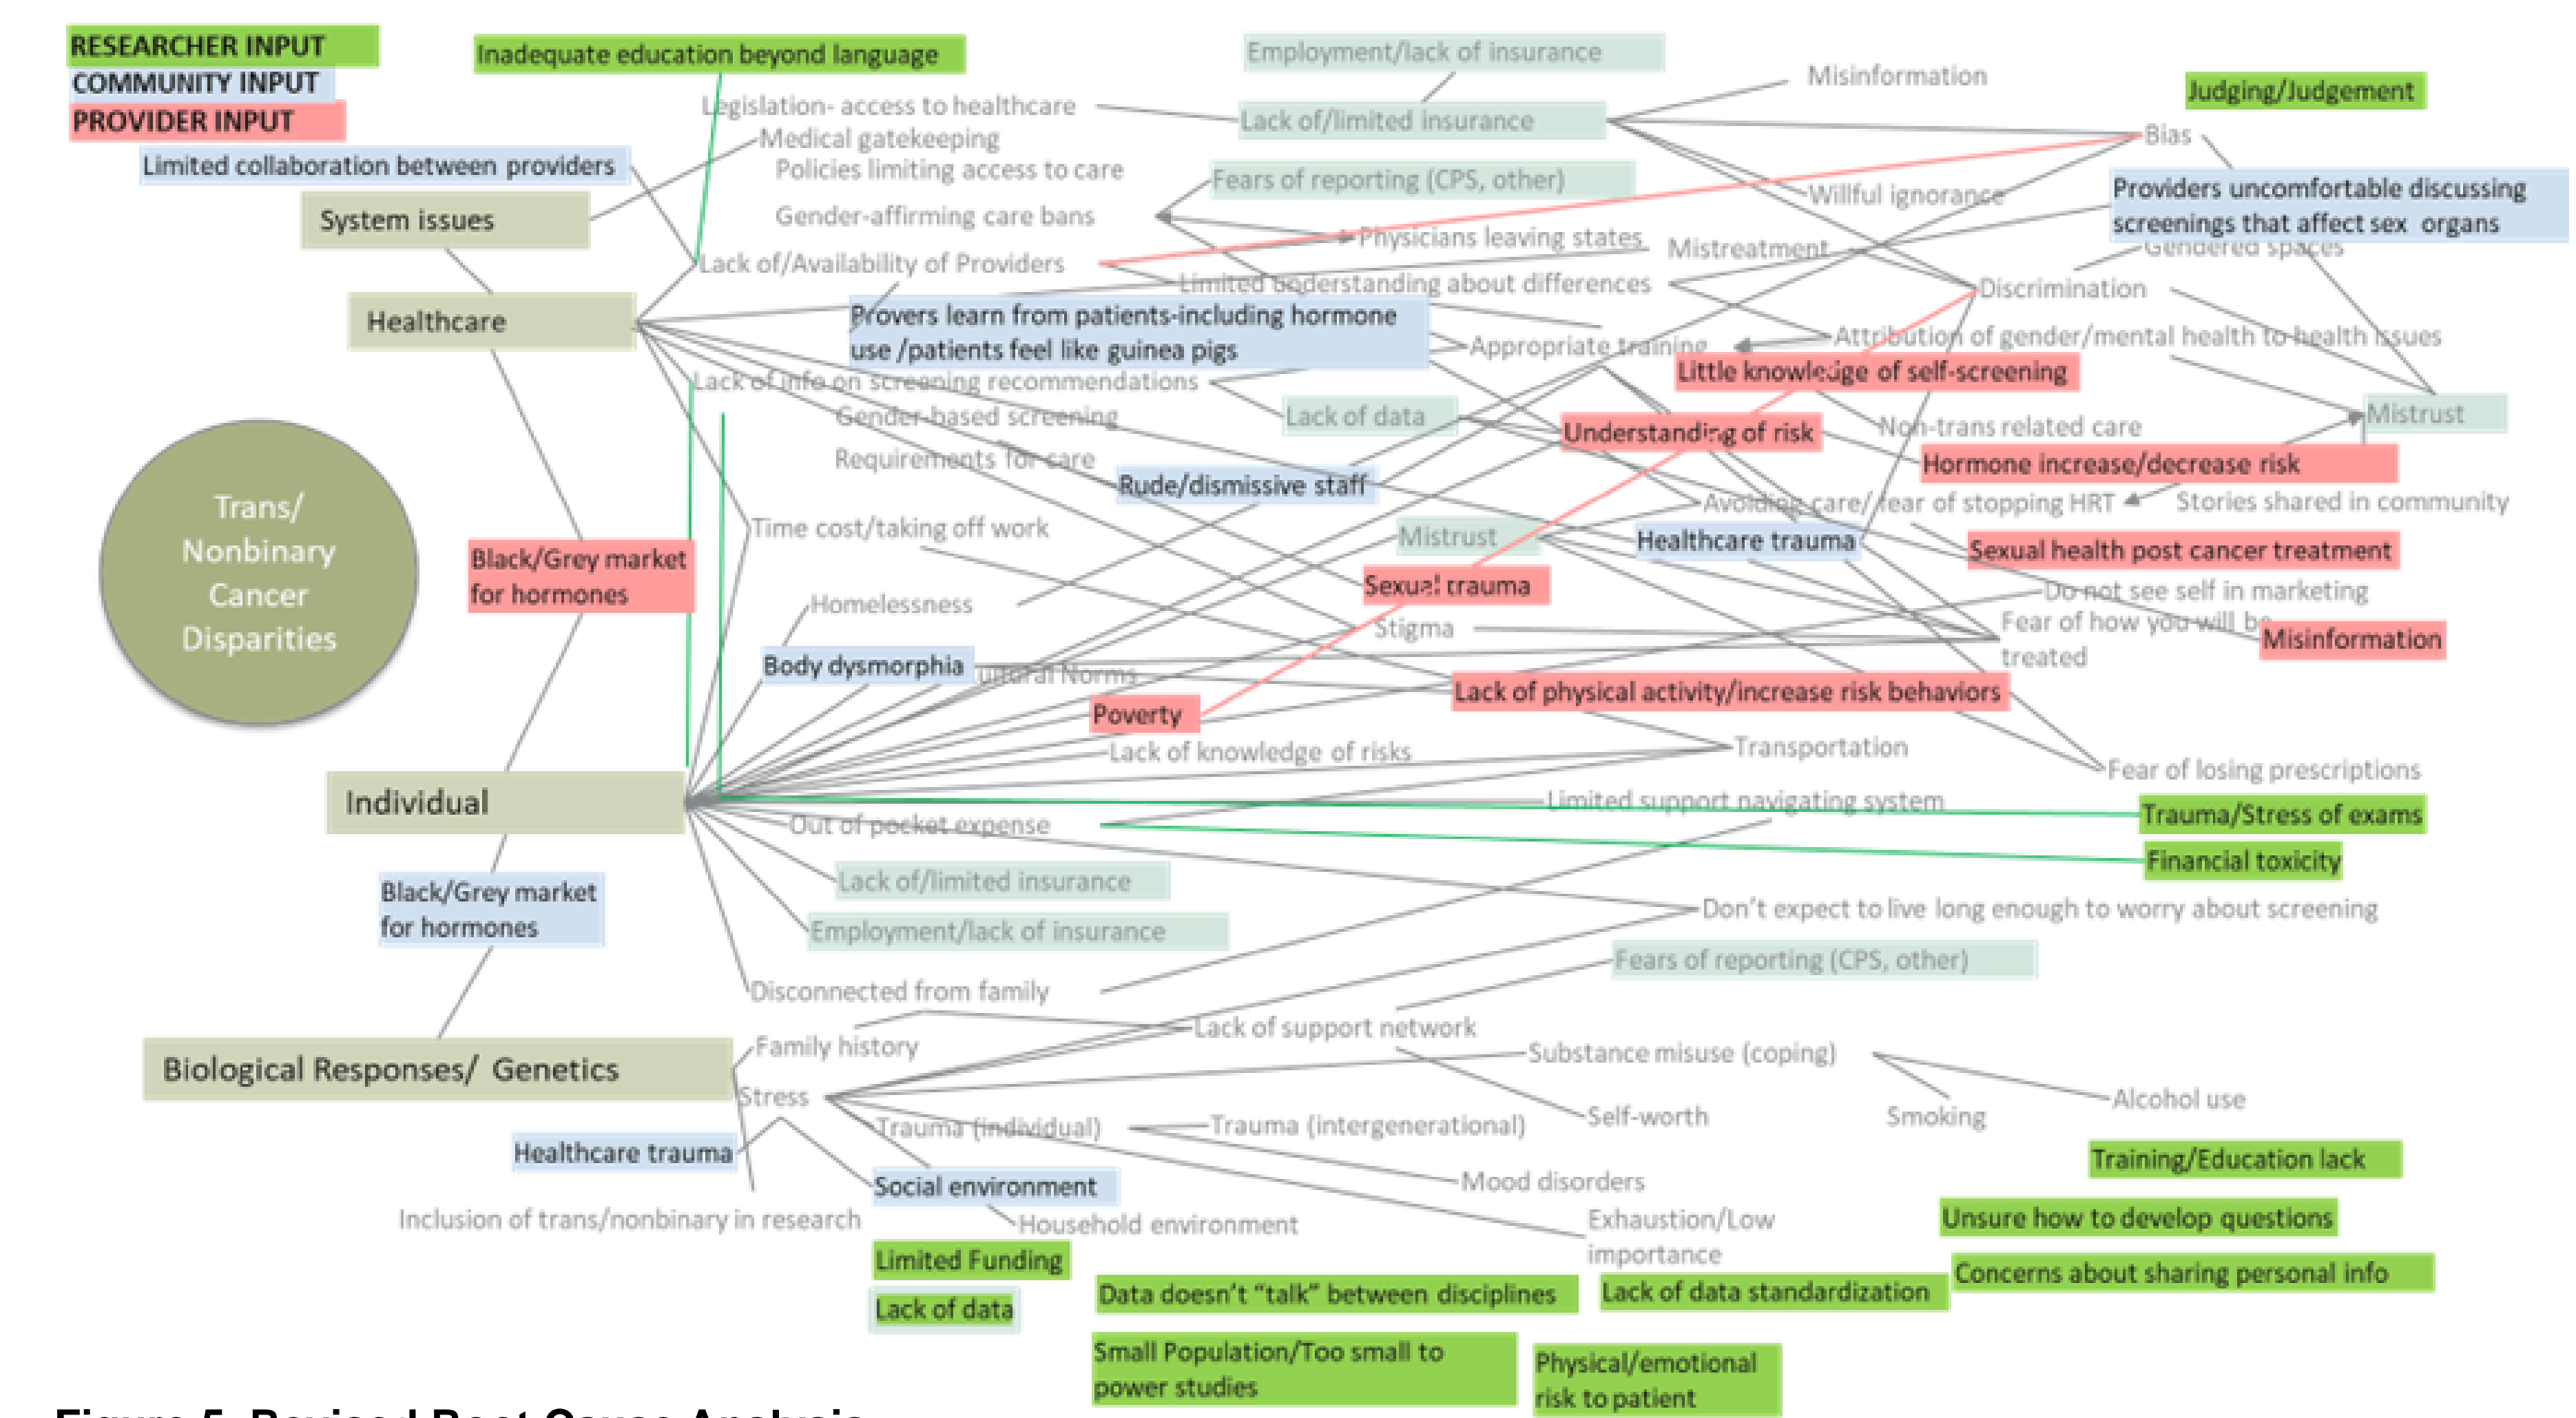 RESEARCHER INPUT
COMMUNITY INPUT
PROVIDER INPUT
Inadequate education beyond language
Employment/lack of insurance
Misinformation
Judging/Judgement
Legislation- access to healthcare
Lack of/limited insurance
Medical gatekeeping
Bias
Limited collaboration between providers
Policies limiting access to care
Fears of reporting (CPS, other)
Willful ignorance
Providers uncomfortable discussing
screenings that affect sex organs
System issues
Gender-affirming care bans
Physicians leaving states
Mistreatment
Gendered spaces
Lack of/Availability of Providers
Limited understanding about differences
Discrimination
Healthcare
Provers learn from patients-including hormone
use /patients feel like guinea pigs
Appropriate training
Attribution of gender/mental health to health issues
Little knowledge of self-screening
Lack of info on screening recommendations
Gender-based screening
Lack of data
Understanding of risk
Non-trans related care
Mistrust
Requirements for care
Rude/dismissive staff
Hormone increase/decrease risk
Avoiding care/ fear of stopping HRT
Stories shared in community
Trans/
Nonbinary
Cancer
Disparities
Time cost/taking off work
Mistrust
Healthcare trauma
Sexual health post cancer treatment
Black/Grey market
for hormones
Sexual trauma
Do not see self in marketing
Homelessness
Stigma
Fear of how you will be
treated
Misinformation
Body dysmorphia
ultural Norms
Lack of physical activity/increase risk behaviors
Poverty
Lack of knowledge of risks
Transportation
Fear of losing prescriptions
Individual
Limited support navigating system
Trauma/Stress of exams
Out of pocket expense
Financial toxicity
Lack of/limited insurance
Black/Grey market
for hormones
Employment/lack of insurance
Don't expect to live long enough to worry about screening
Fears of reporting (CPS, other)
Disconnected from family
Lack of support network
Family history
Substance misuse (coping)
Biological Responses/ Genetics
Stress
Alcohol use
Smoking
Self-worth
Trauma (individual)
Trauma (intergenerational)
Healthcare trauma
Training/Education lack
Social environment
Mood disorders
Inclusion of trans/nonbinary in research
Household environment
Exhaustion/Low
importance
Unsure how to develop questions
Limited Funding
Concerns about sharing personal info
Data doesn't "talk" between disciplines
Lack of data standardization
Lack of data
Small Population/Too small to
power studies
Physical/emotional
risk to patient
Figure 5. Revised Root Cause Analysis